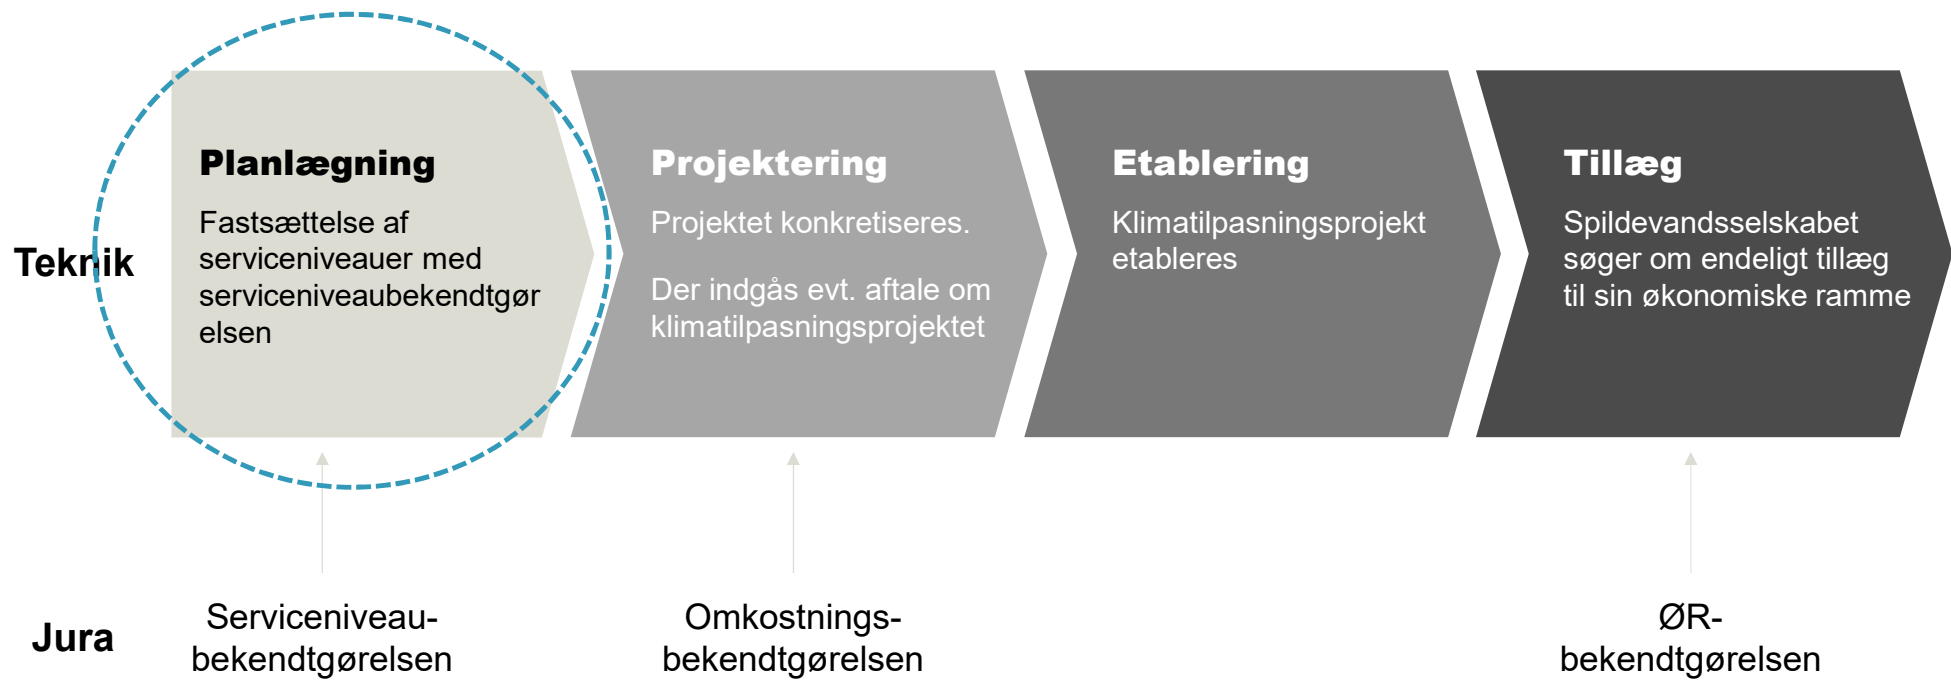 Teknik
Planlægning
Fastsættelse af
serviceniveauer med
serviceniveaubekendtgør
elsen
Projektering
Projektet konkretiseres.
Der indgås evt. aftale om
klimatilpasningsprojektet
Etablering
Klimatilpasningsprojekt
etableres
Tillæg
Spildevandsselskabet
søger om endeligt tillæg
til sin økonomiske ramme
Jura
Serviceniveau-
bekendtgørelsen
Omkostnings-
bekendtgørelsen
ØR-
bekendtgørelsen